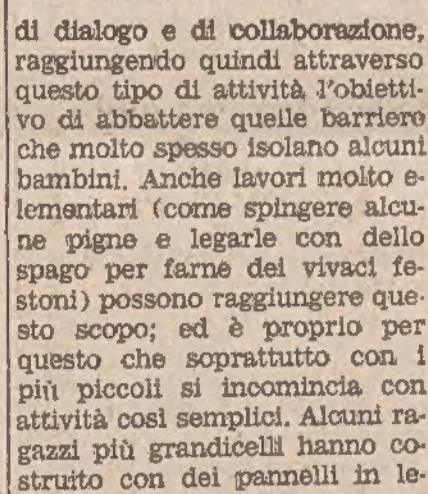 di dialogo e di collaborazione,
raggiungendo quindi attraverso
questo tipo di attività l'obietti-
vo di abbattere quelle barriere
che molto spesso isolano alcuni
bambini. Anche lavori molto e-
lementari (come spingere alcu-
ne pigne e legarle con dello
spago per farne dei vivaci fe-
stoni) possono raggiungere que-
sto scopo; ed è proprio per
questo che soprattutto con i
più piccoli si incomincia con
attività così semplici. Alcuni ra-
gazzi più grandicelli hanno co-
struito con dei pannelli in le-